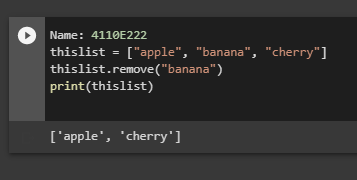 Name: 4110E222
thislist = ["apple", "banana", "cherry"]
thislist.remove("banana")
print(thislist)
['apple', 'cherry']